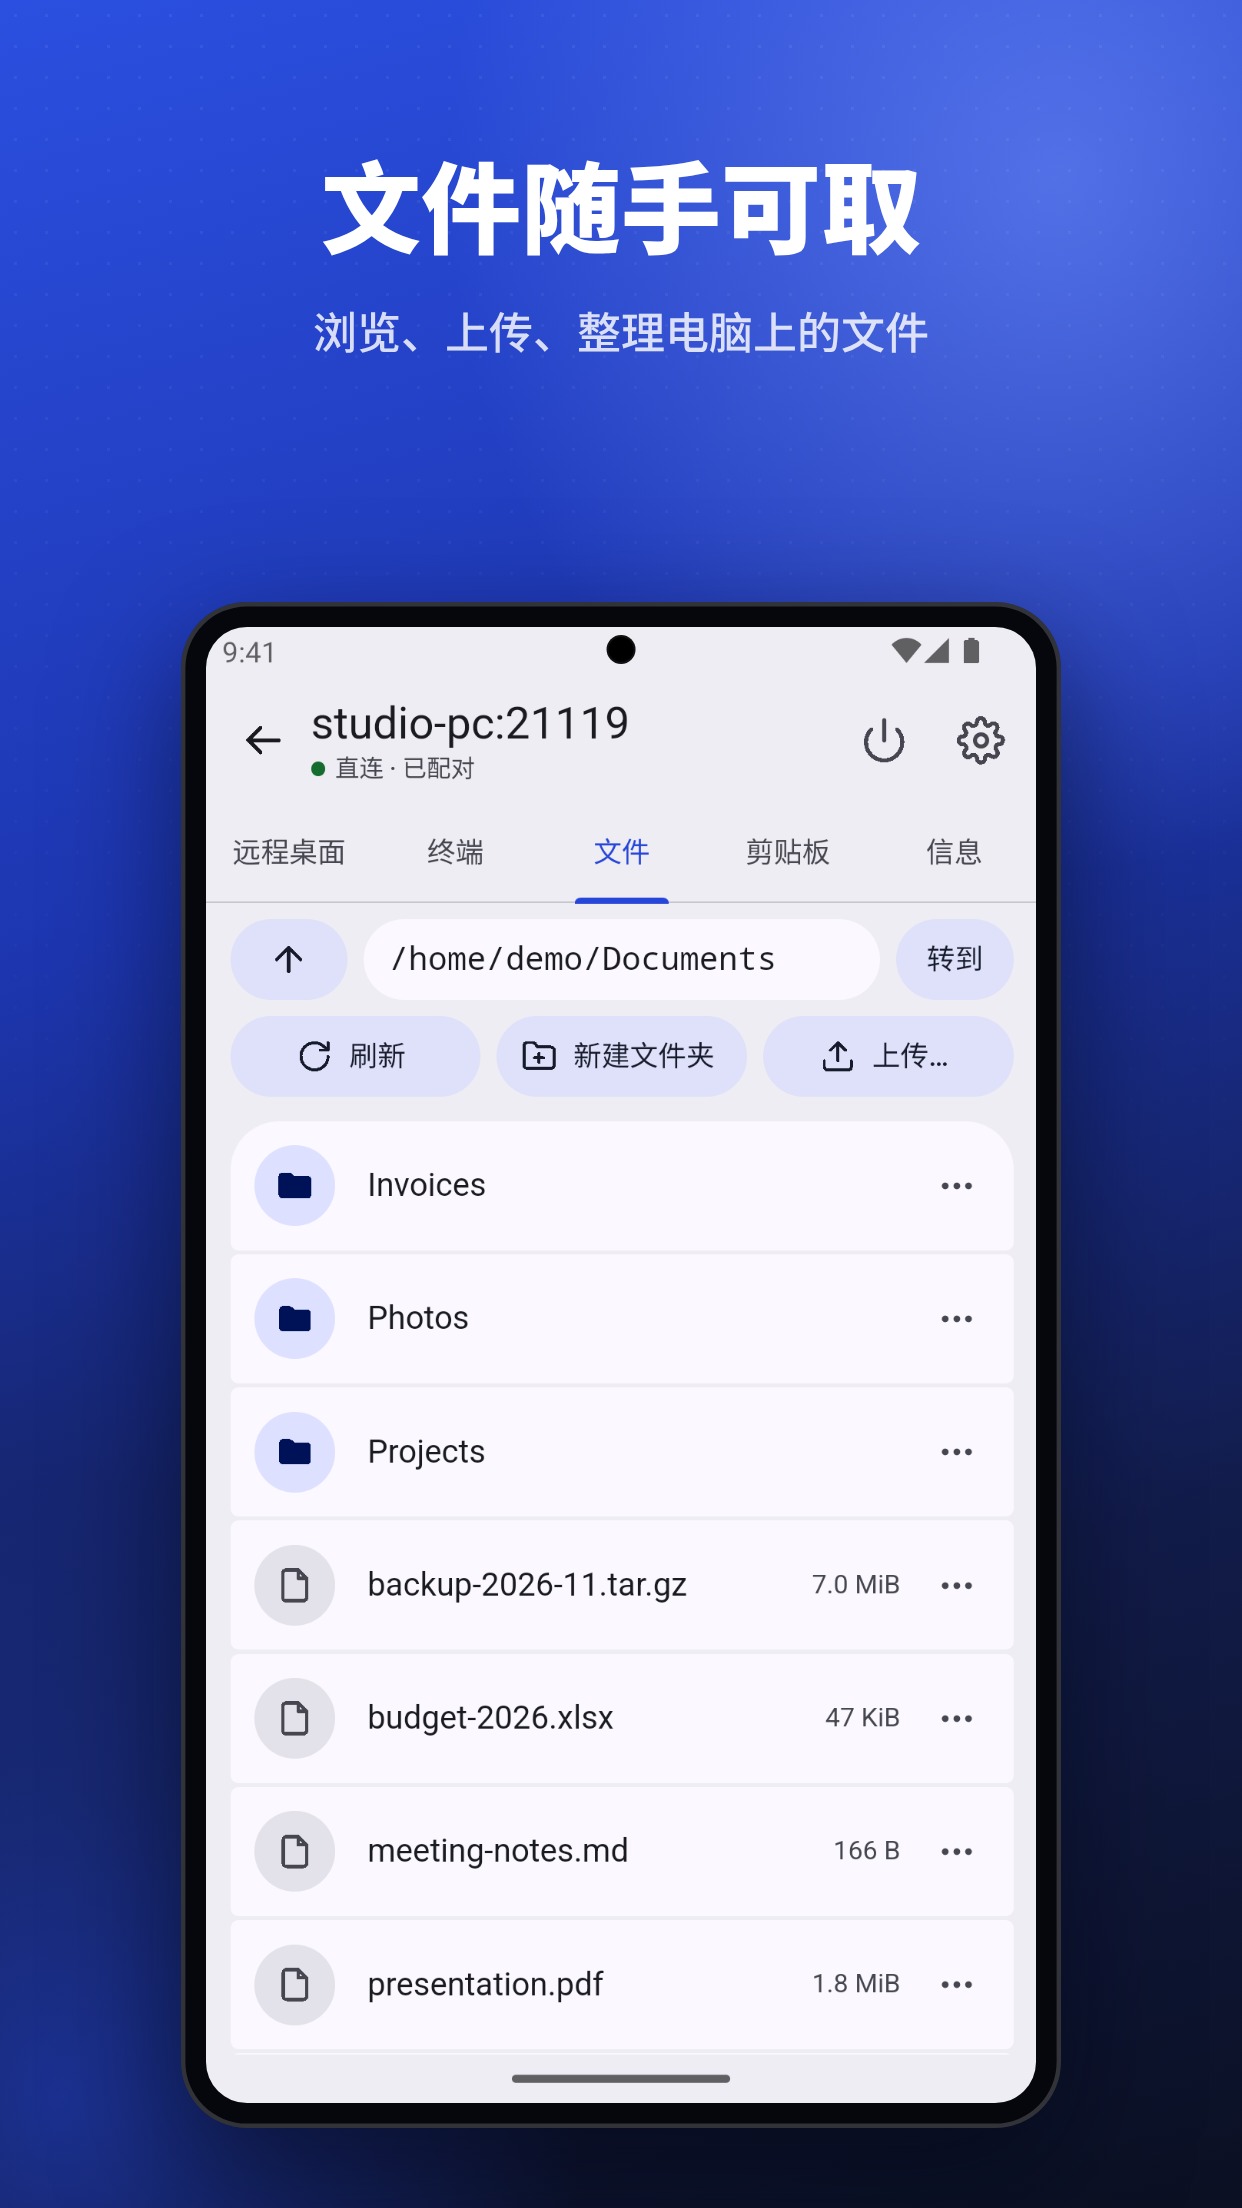 文件随手可取
浏览、上传、整理电脑上的文件
9:41
studio-pc:21119
直连 · 已配对
远程桌面 终端 文件 剪贴板 信息
/home/demo/Documents 转到
刷新 新建文件夹 上传…
Invoices
Photos
Projects
backup-2026-11.tar.gz 7.0 MiB
budget-2026.xlsx 47 KiB
meeting-notes.md 166 B
presentation.pdf 1.8 MiB